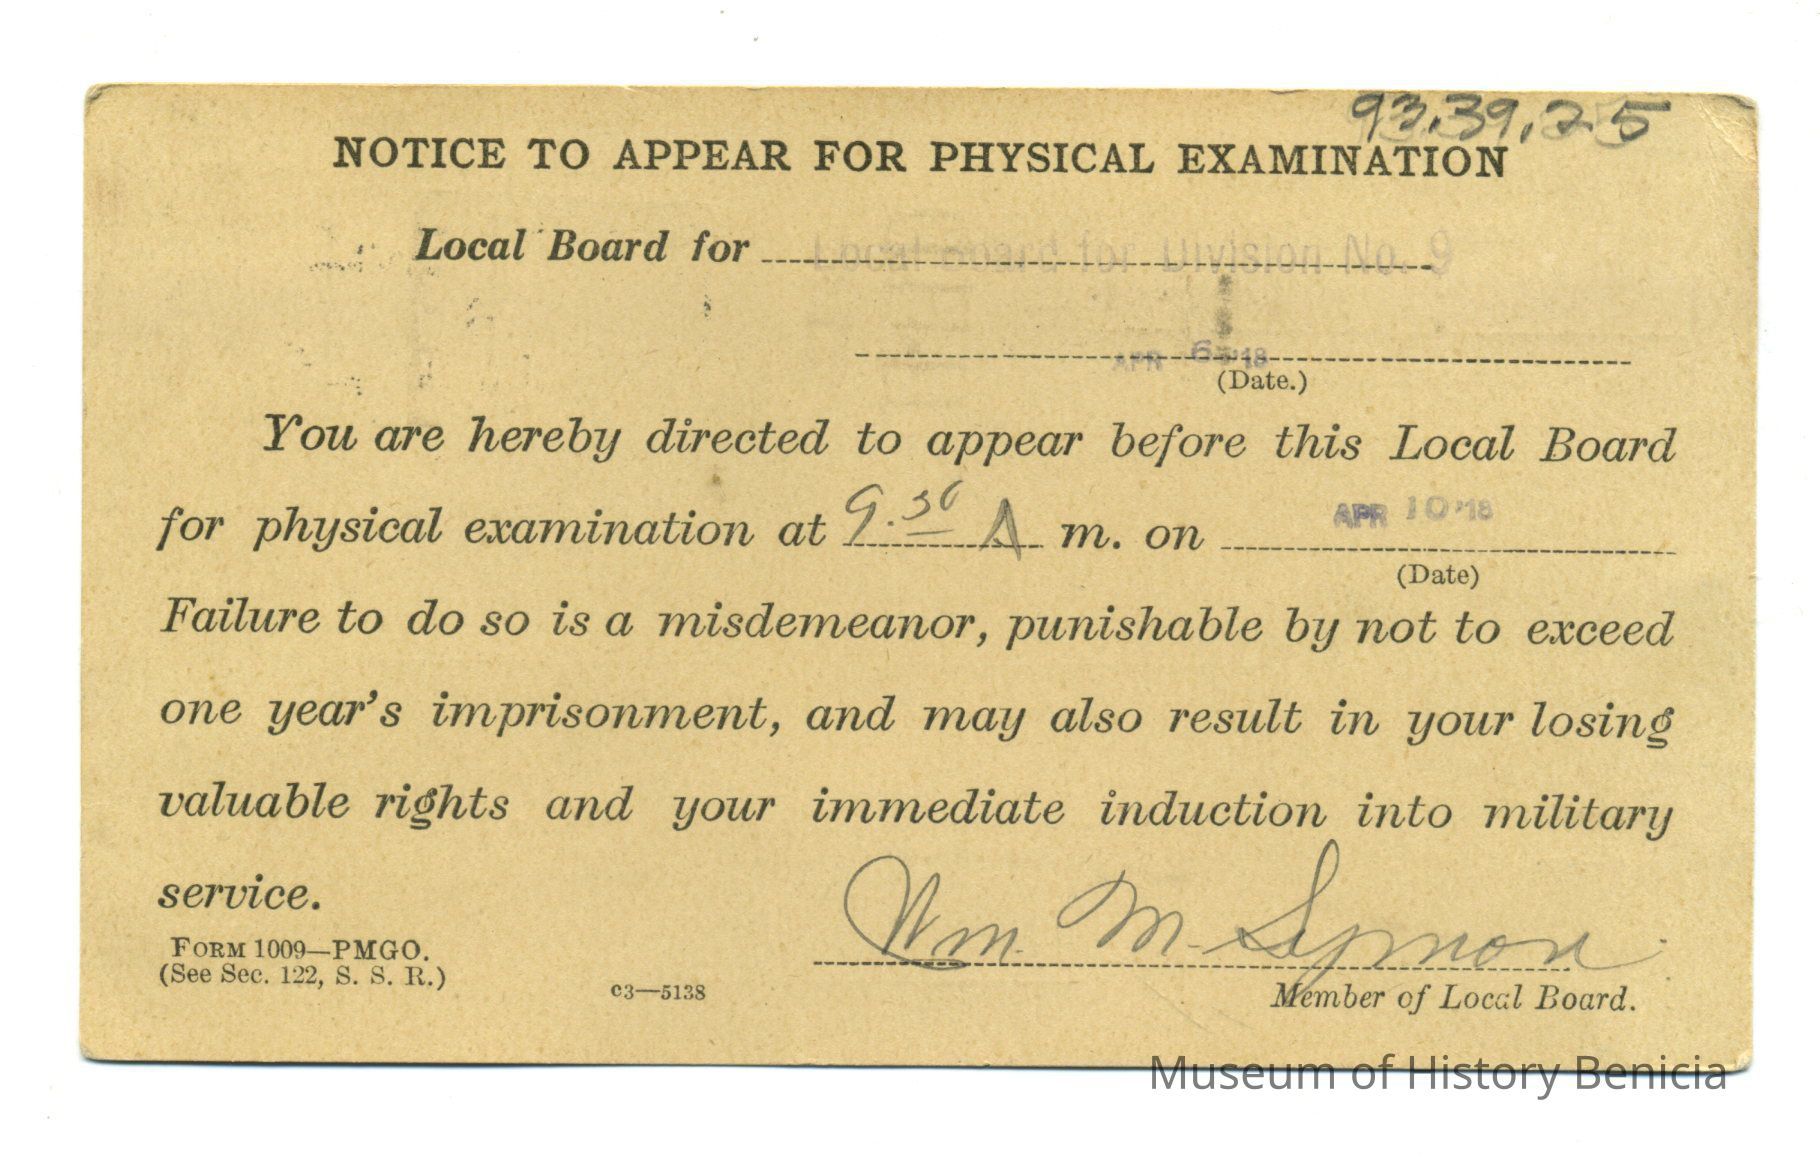 93.39.25
NOTICE TO APPEAR FOR PHYSICAL EXAMINATION
Local Board for Local Board for Division No. 9
APR 6 - '18
(Date.)
You are hereby directed to appear before this Local Board
for physical examination at 9.30 A m. on APR 10 '18
(Date)
Failure to do so is a misdemeanor, punishable by not to exceed
one year's imprisonment, and may also result in your losing
valuable rights and your immediate induction into military
service.
Wm. M. Symon
FORM 1009—PMGO.
(See Sec. 122, S. S. R.)
c3—5138
Member of Local Board.
Museum of History Benicia